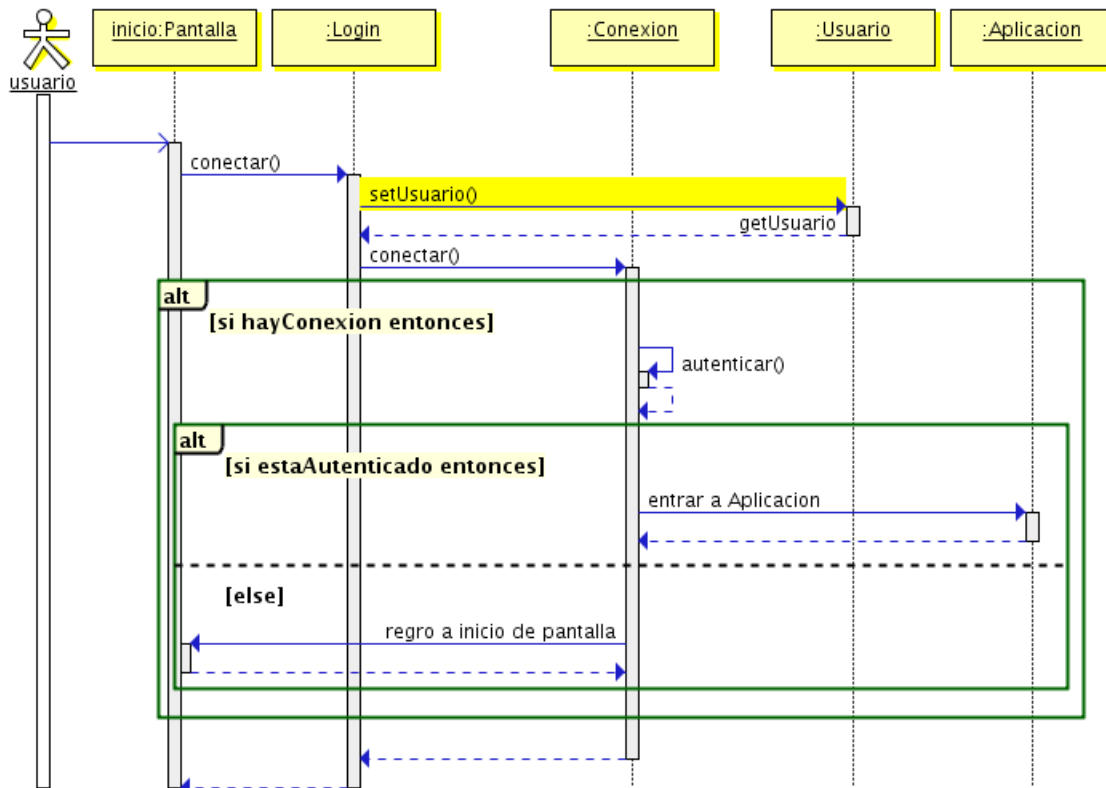 inicio:Pantalla
:Login
:Conexion
:Usuario
:Aplicacion
usuario
conectar()
setUsuario()
getUsuario
conectar()
alt
[si hayConexion entonces]
autenticar()
alt
[si estaAutenticado entonces]
entrar a Aplicacion
[else]
regro a inicio de pantalla